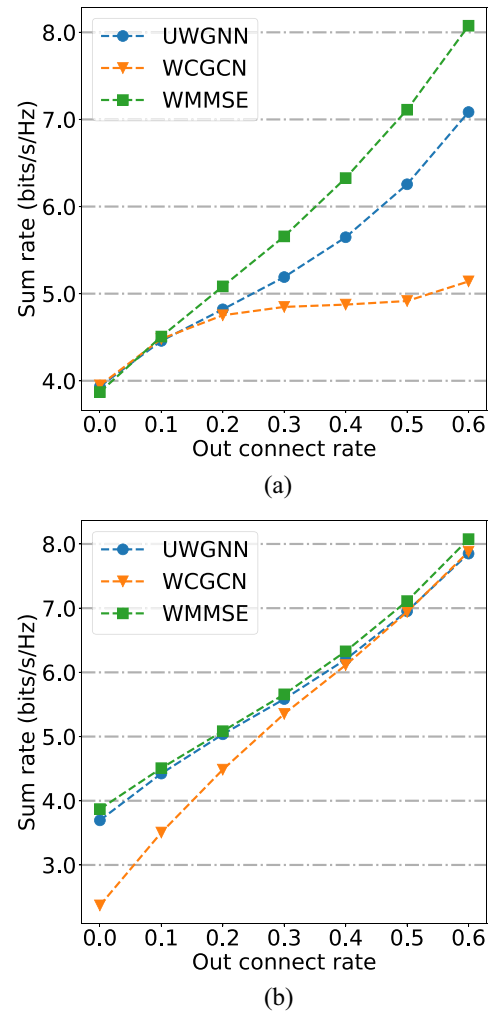 8.0
7.0
6.0
5.0
4.0
Sum rate (bits/s/Hz)
UWGNN
WCGCN
WMMSE
0.0 0.1 0.2 0.3 0.4 0.5 0.6
Out connect rate
(a)
8.0
7.0
6.0
5.0
4.0
3.0
Sum rate (bits/s/Hz)
UWGNN
WCGCN
WMMSE
0.0 0.1 0.2 0.3 0.4 0.5 0.6
Out connect rate
(b)